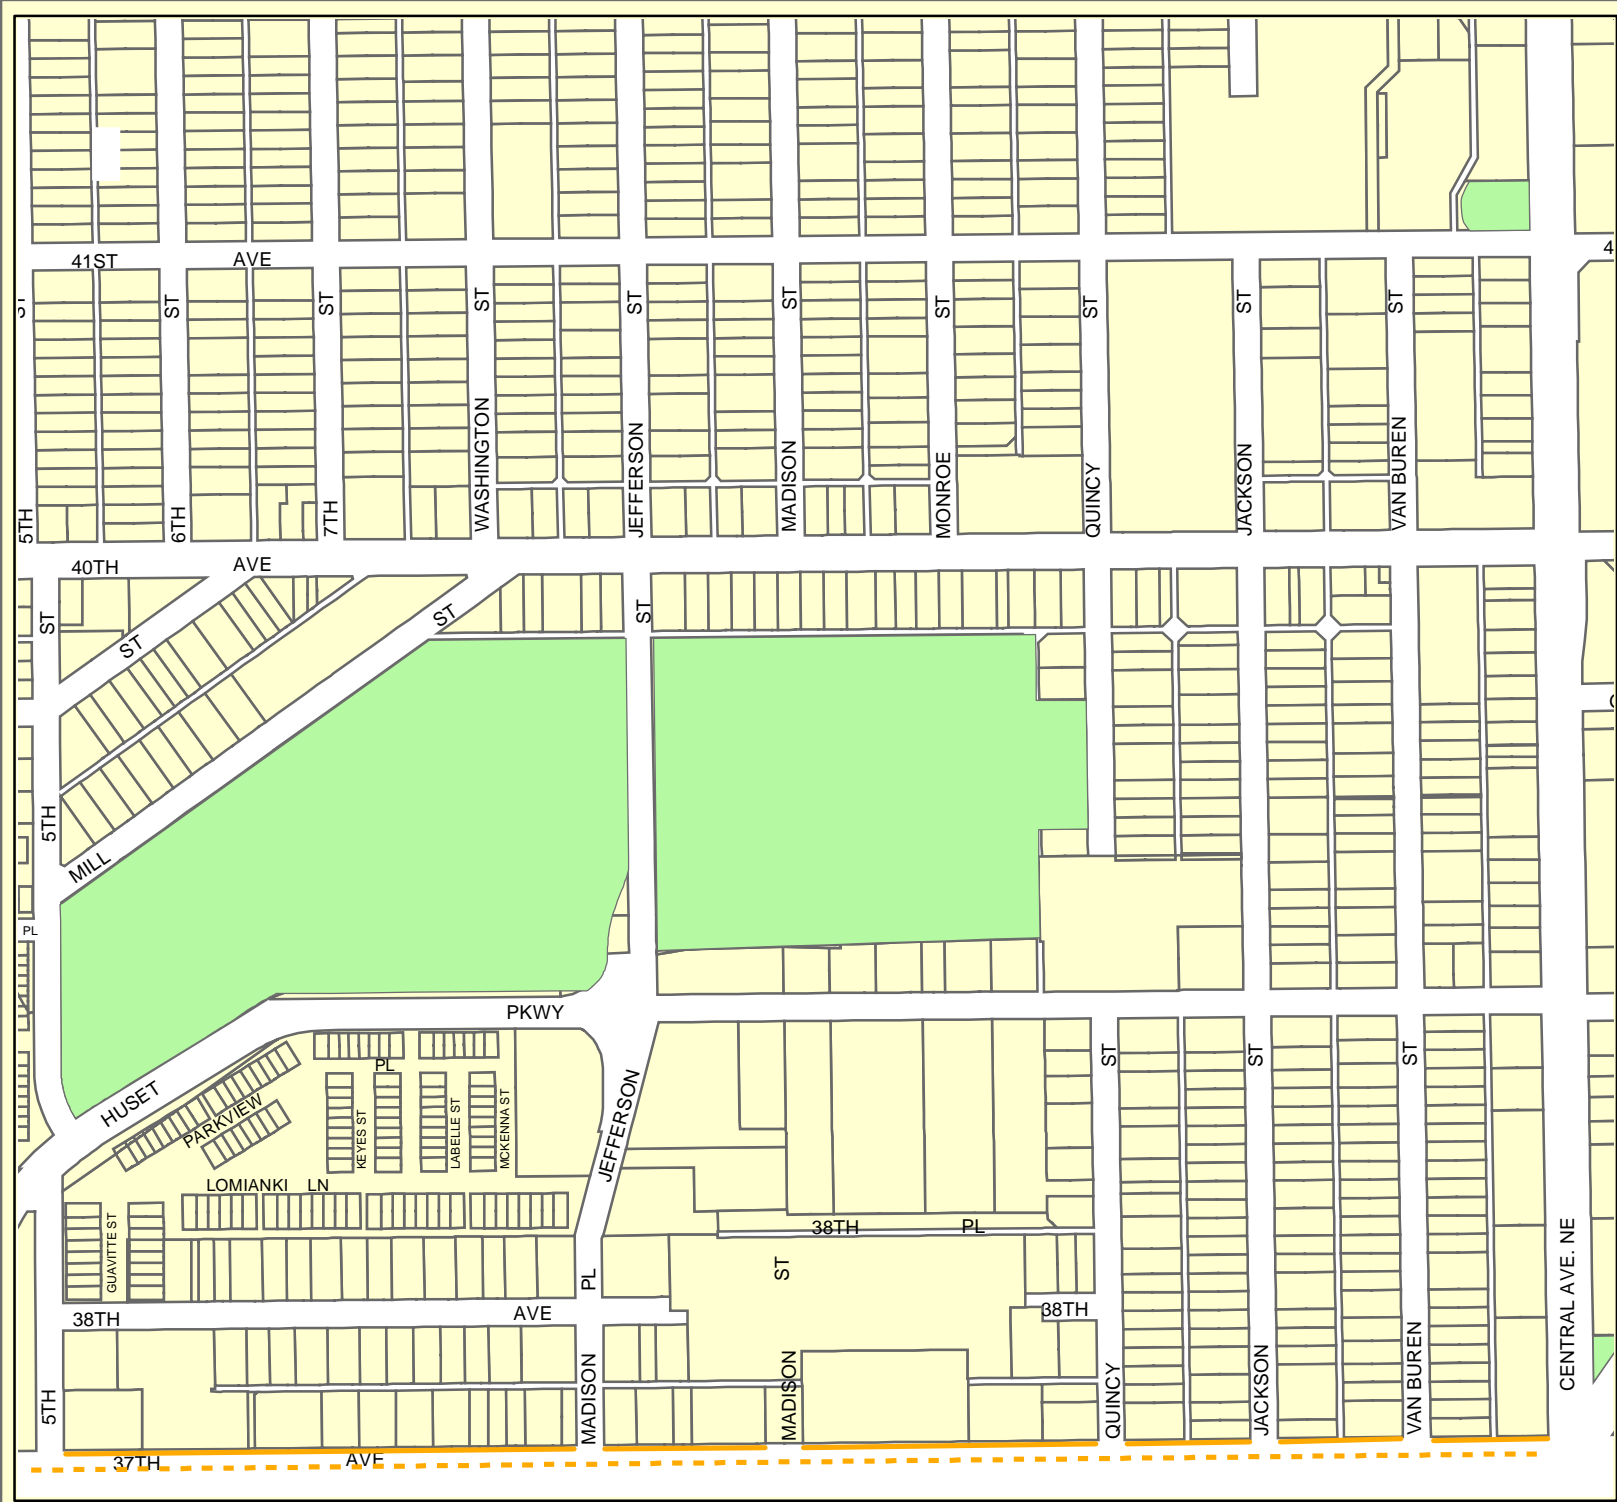 41ST AVE 4
ST ST ST ST ST ST ST ST ST ST
5TH 6TH 7TH WASHINGTON JEFFERSON MADISON MONROE QUINCY JACKSON VAN BUREN
40TH AVE
ST ST ST ST
5TH
MILL
PL
PKWY
HUSET
PARKVIEW PL
KEYES ST
LABELLE ST
MCKENNA ST
JEFFERSON
ST ST ST
LOMIANKI LN
GUAVITTE ST
38TH PL
PL ST
38TH AVE 38TH
5TH MADISON MADISON QUINCY JACKSON VAN BUREN CENTRAL AVE. NE
37TH AVE